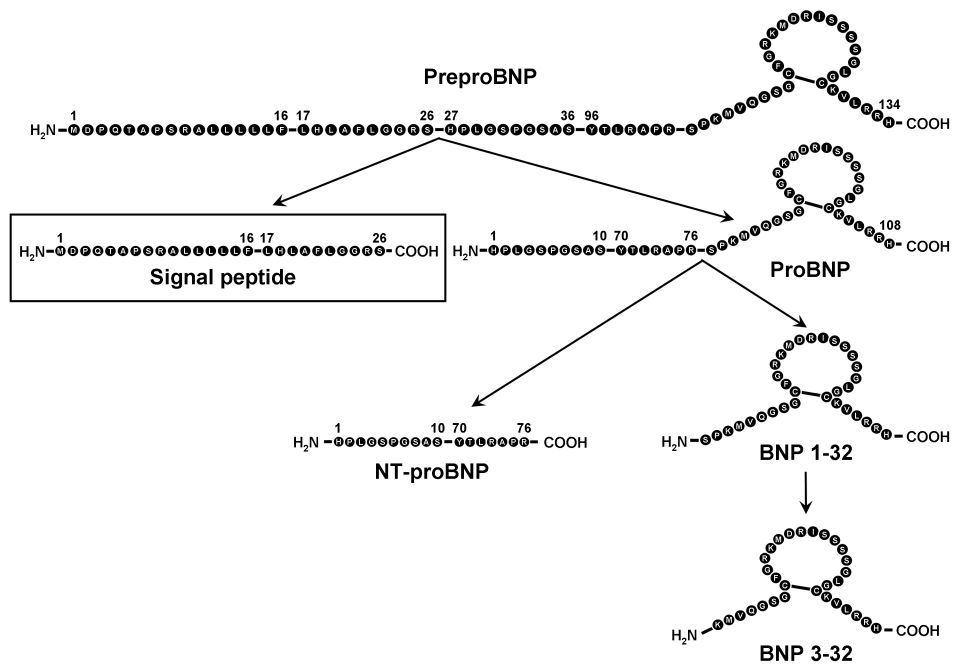 PreproBNP
1 16 17 26 27 36 96 134
H₂N MDPQTAPSRALLLLLF LHLAFLGGRS HPLGSPGSAS YTLRAPR SPKMVQGSGCFGRKMDRISSSSGLGCKVLRRH COOH
1 16 17 26
H₂N MDPQTAPSRALLLLLF LHLAFLGGRS COOH
Signal peptide
1 10 70 76 108
H₂N HPLGSPGSAS YTLRAPR SPKMVQGSGCFGRKMDRISSSSGLGCKVLRRH COOH
ProBNP
1 10 70 76
H₂N HPLGSPGSAS YTLRAPR COOH
NT-proBNP
H₂N SPKMVQGSGCFGRKMDRISSSSGLGCKVLRRH COOH
BNP 1-32
H₂N KMVQGSGCFGRKMDRISSSSGLGCKVLRRH COOH
BNP 3-32